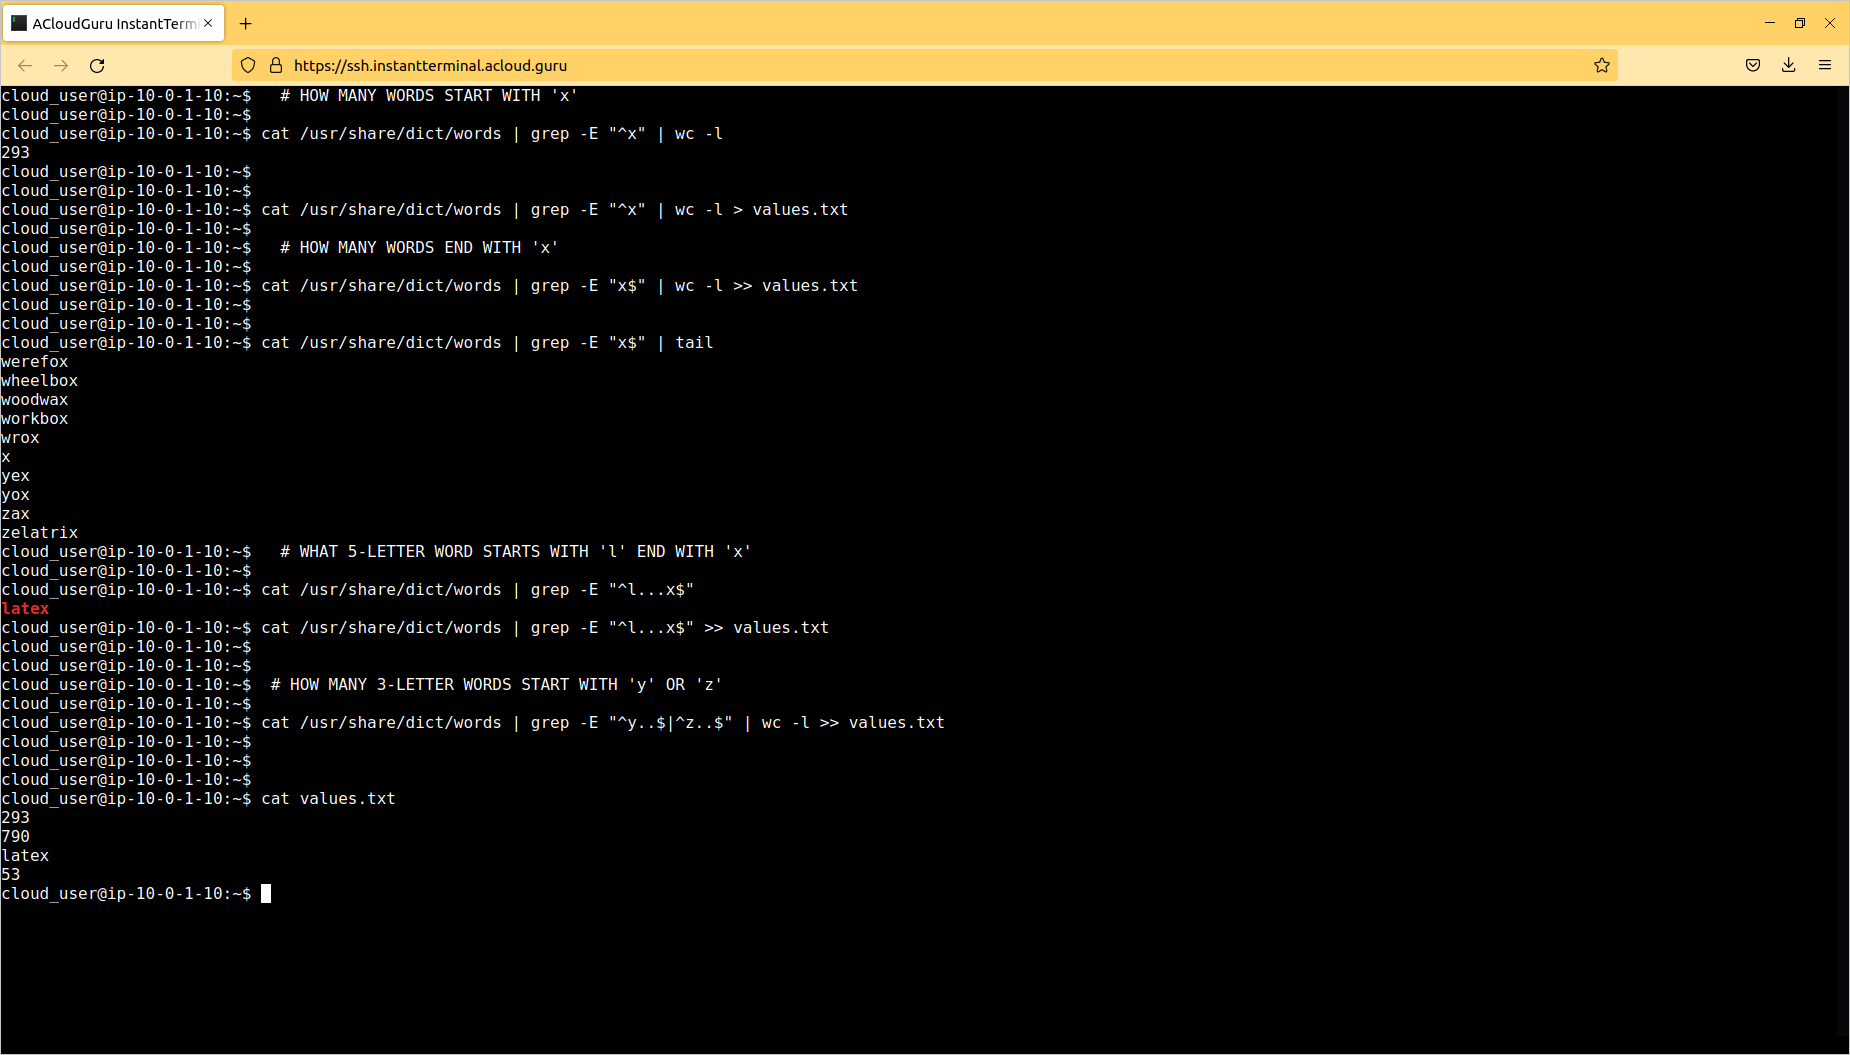 ACloudGuru InstantTermi
https://ssh.instantterminal.acloud.guru
cloud_user@ip-10-0-1-10:~$   # HOW MANY WORDS START WITH 'x'
cloud_user@ip-10-0-1-10:~$
cloud_user@ip-10-0-1-10:~$ cat /usr/share/dict/words | grep -E "^x" | wc -l
293
cloud_user@ip-10-0-1-10:~$
cloud_user@ip-10-0-1-10:~$
cloud_user@ip-10-0-1-10:~$ cat /usr/share/dict/words | grep -E "^x" | wc -l > values.txt
cloud_user@ip-10-0-1-10:~$
cloud_user@ip-10-0-1-10:~$   # HOW MANY WORDS END WITH 'x'
cloud_user@ip-10-0-1-10:~$
cloud_user@ip-10-0-1-10:~$ cat /usr/share/dict/words | grep -E "x$" | wc -l >> values.txt
cloud_user@ip-10-0-1-10:~$
cloud_user@ip-10-0-1-10:~$
cloud_user@ip-10-0-1-10:~$ cat /usr/share/dict/words | grep -E "x$" | tail
werefox
wheelbox
woodwax
workbox
wrox
x
yex
yox
zax
zelatrix
cloud_user@ip-10-0-1-10:~$   # WHAT 5-LETTER WORD STARTS WITH 'l' END WITH 'x'
cloud_user@ip-10-0-1-10:~$
cloud_user@ip-10-0-1-10:~$ cat /usr/share/dict/words | grep -E "^l...x$"
latex
cloud_user@ip-10-0-1-10:~$ cat /usr/share/dict/words | grep -E "^l...x$" >> values.txt
cloud_user@ip-10-0-1-10:~$
cloud_user@ip-10-0-1-10:~$
cloud_user@ip-10-0-1-10:~$  # HOW MANY 3-LETTER WORDS START WITH 'y' OR 'z'
cloud_user@ip-10-0-1-10:~$
cloud_user@ip-10-0-1-10:~$ cat /usr/share/dict/words | grep -E "^y..$|^z..$" | wc -l >> values.txt
cloud_user@ip-10-0-1-10:~$
cloud_user@ip-10-0-1-10:~$
cloud_user@ip-10-0-1-10:~$
cloud_user@ip-10-0-1-10:~$ cat values.txt
293
790
latex
53
cloud_user@ip-10-0-1-10:~$